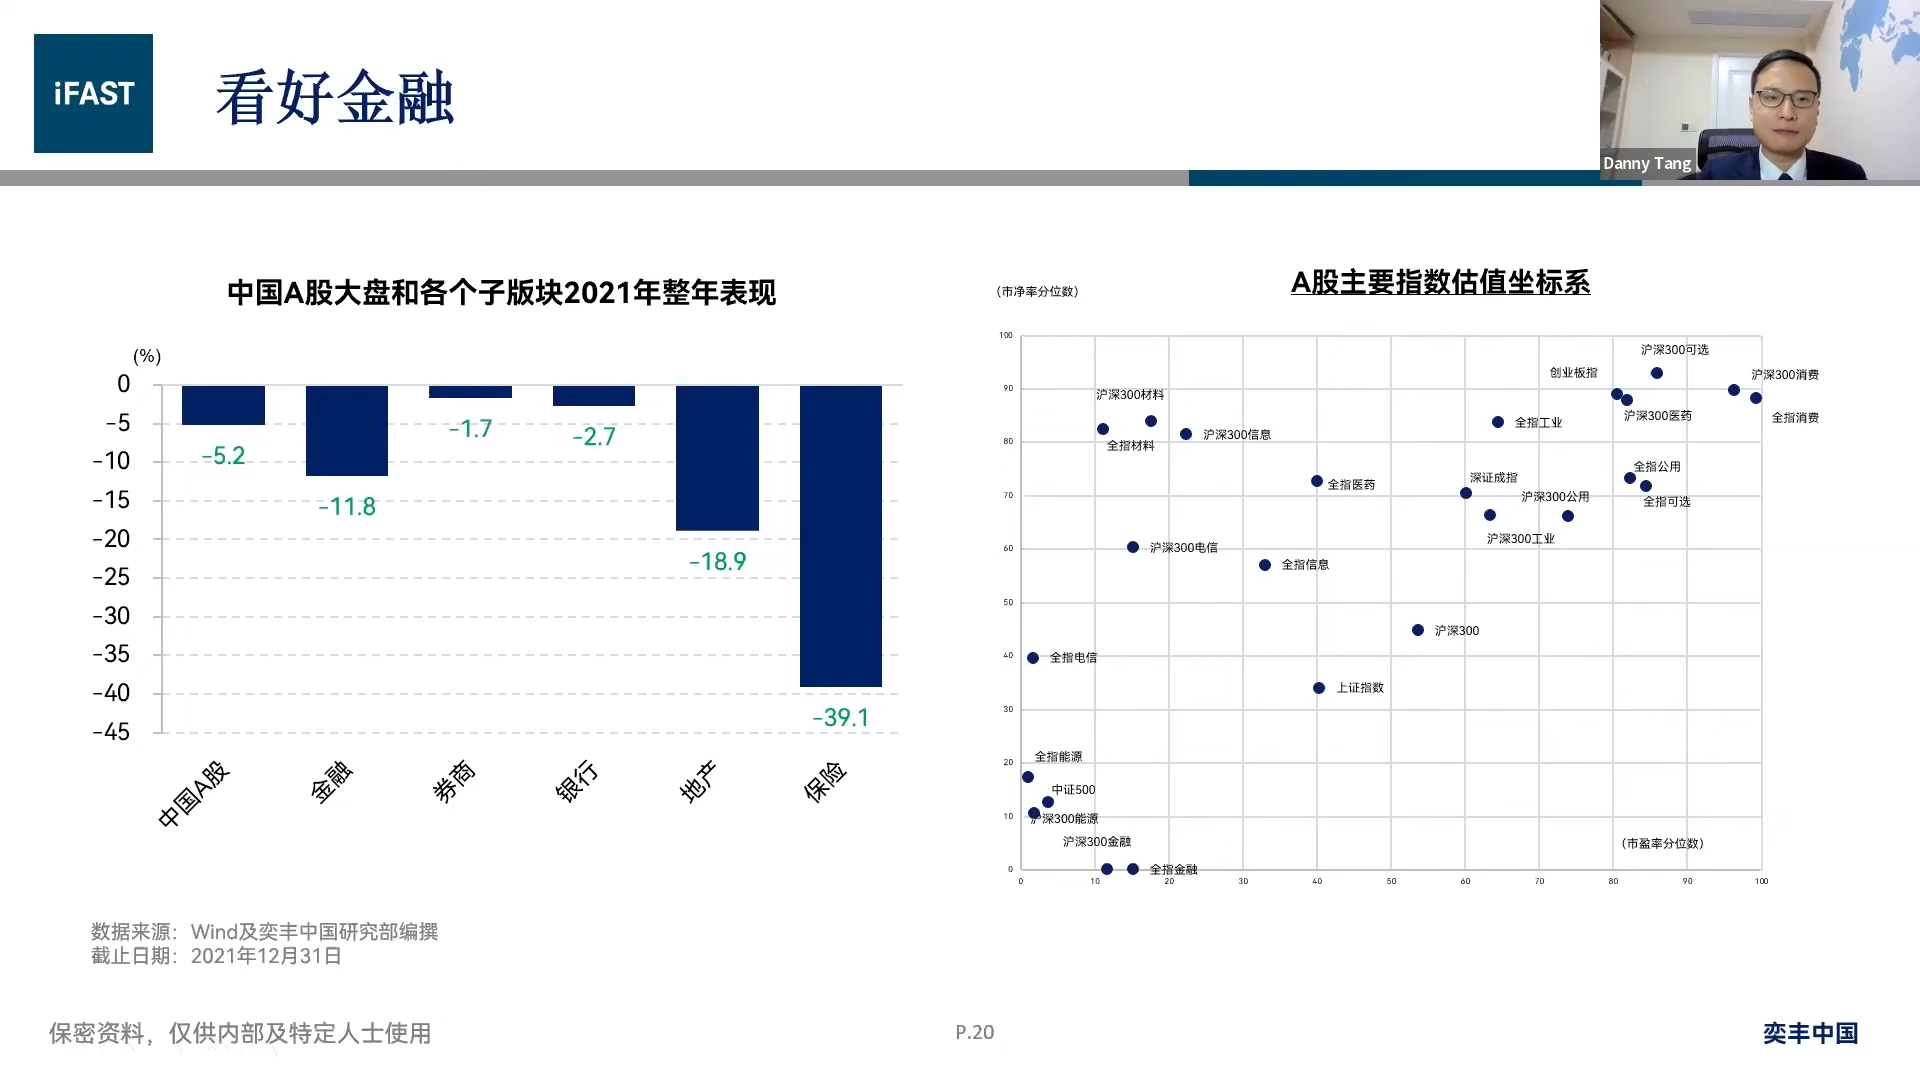 iFAST
看好金融
Danny Tang
中国A股大盘和各个子版块2021年整年表现
(%)
0
-5
-10
-15
-20
-25
-30
-35
-40
-45
-5.2
-11.8
-1.7
-2.7
-18.9
-39.1
中国A股
金融
券商
银行
地产
保险
A股主要指数估值坐标系
(市净率分位数)
100
90
80
70
60
50
40
30
20
10
0
沪深300可选
创业板指
沪深300消费
沪深300材料
沪深300医药
全指消费
全指工业
沪深300信息
全指材料
全指公用
深证成指
全指医药
沪深300公用
全指可选
沪深300工业
沪深300电信
全指信息
沪深300
全指电信
上证指数
全指能源
中证500
沪深300能源
沪深300金融
(市盈率分位数)
全指金融
0
10
20
30
40
50
60
70
80
90
100
数据来源：Wind及奕丰中国研究部编撰
截止日期：2021年12月31日
保密资料，仅供内部及特定人士使用
P.20
奕丰中国